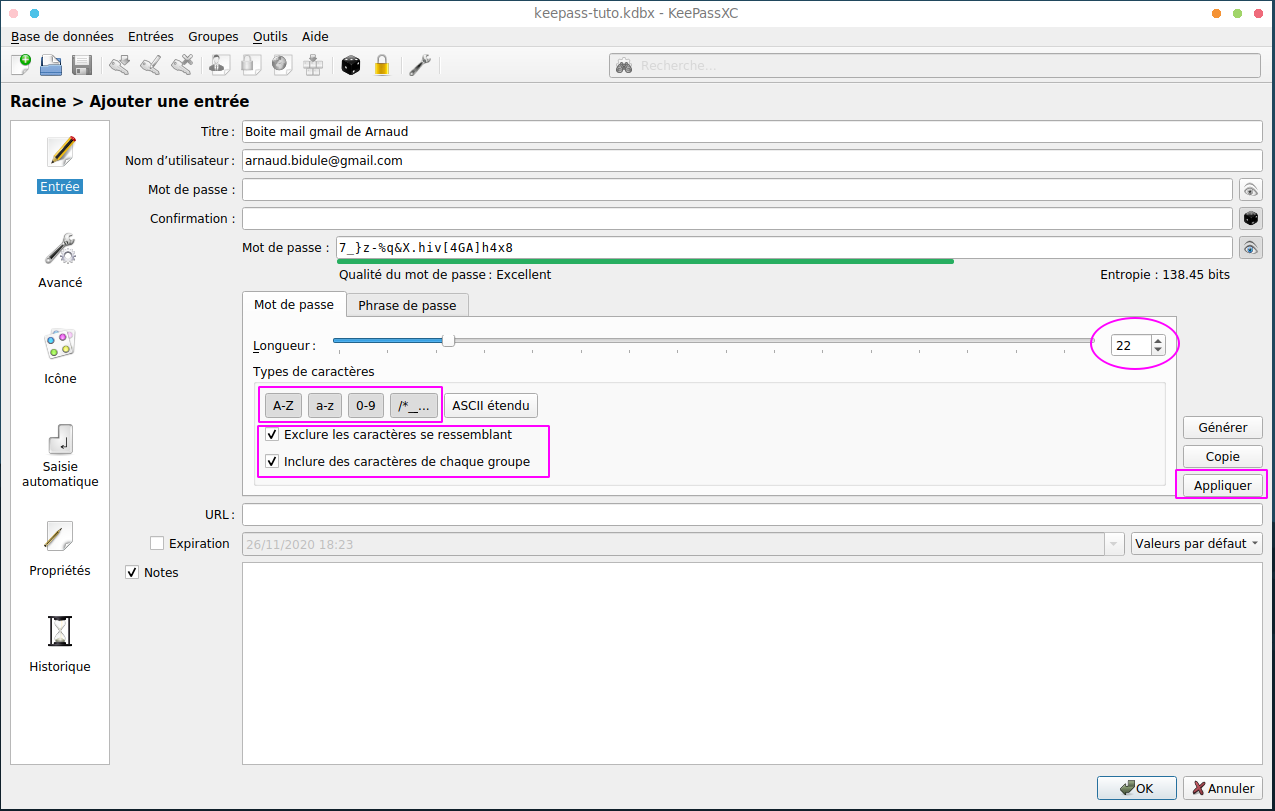 keepass-tuto.kdbx - KeePassXC
Base de données Entrées Groupes Outils Aide
Recherche...
Racine > Ajouter une entrée
Titre : Boite mail gmail de Arnaud
Nom d’utilisateur : arnaud.bidule@gmail.com
Entrée
Mot de passe :
Confirmation :
Mot de passe : 7_}z-%q&X.hiv[4GA]h4x8
Qualité du mot de passe : Excellent Entropie : 138.45 bits
Avancé
Mot de passe Phrase de passe
Longueur : 22
Types de caractères
Icône
A-Z a-z 0-9 /*_... ASCII étendu
Exclure les caractères se ressemblant
Inclure des caractères de chaque groupe
Générer
Copie
Appliquer
Saisie
automatique
URL :
Expiration 26/11/2020 18:23 Valeurs par défaut
Propriétés
Notes
Historique
OK Annuler